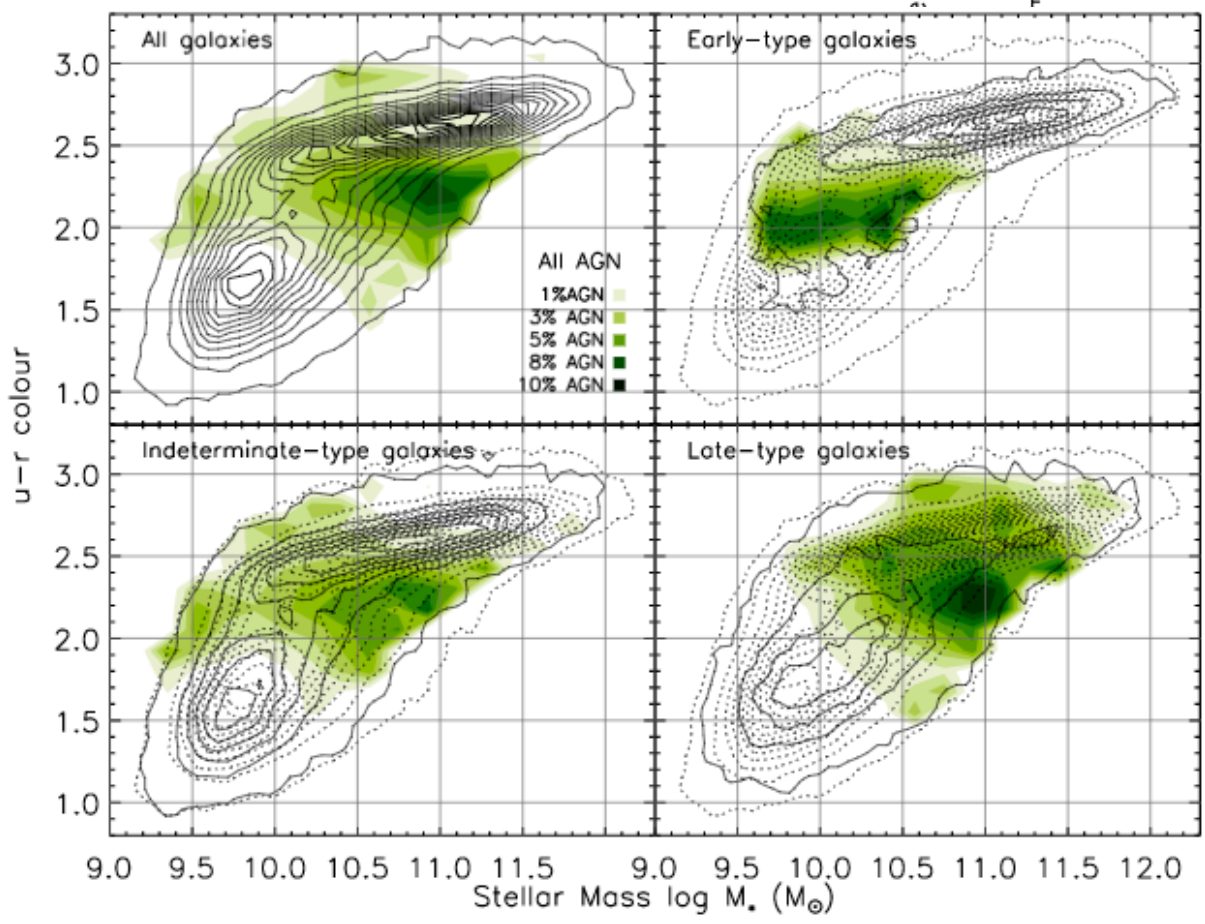 All galaxies
Early-type galaxies
3.0
2.5
2.0
1.5
1.0
All AGN
1%AGN
3% AGN
5% AGN
8% AGN
10% AGN
u-r colour
Indeterminate-type galaxies
Late-type galaxies
3.0
2.5
2.0
1.5
1.0
9.0 9.5 10.0 10.5 11.0 11.5 9.0 9.5 10.0 10.5 11.0 11.5 12.0
Stellar Mass log M* (M⊙)